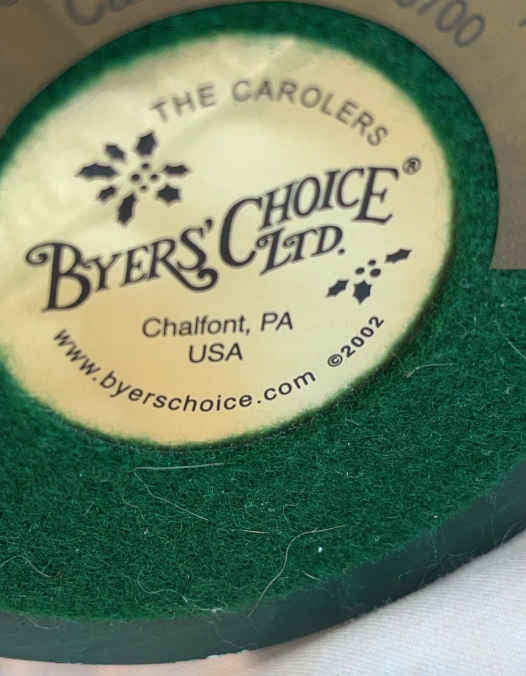 THE CAROLERS
BYERS' CHOICE
LTD.®
Chalfont, PA
USA
www.byerschoice.com ©2002